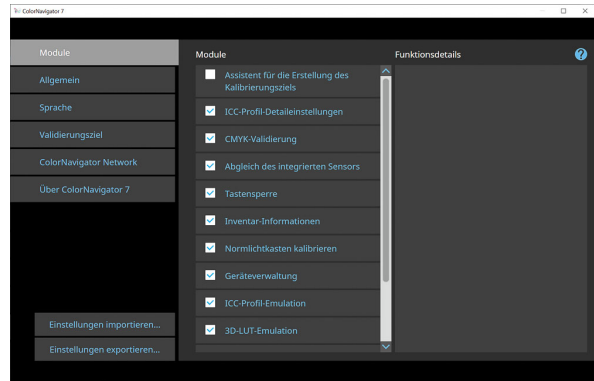 ColorNavigator 7
Module
Allgemein
Sprache
Validierungsziel
ColorNavigator Network
Über ColorNavigator 7
Einstellungen importieren...
Einstellungen exportieren...
Module
Assistent für die Erstellung des
Kalibrierungsziels
ICC-Profil-Detaileinstellungen
CMYK-Validierung
Abgleich des integrierten Sensors
Tastensperre
Inventar-Informationen
Normlichtkasten kalibrieren
Geräteverwaltung
ICC-Profil-Emulation
3D-LUT-Emulation
Funktionsdetails
?